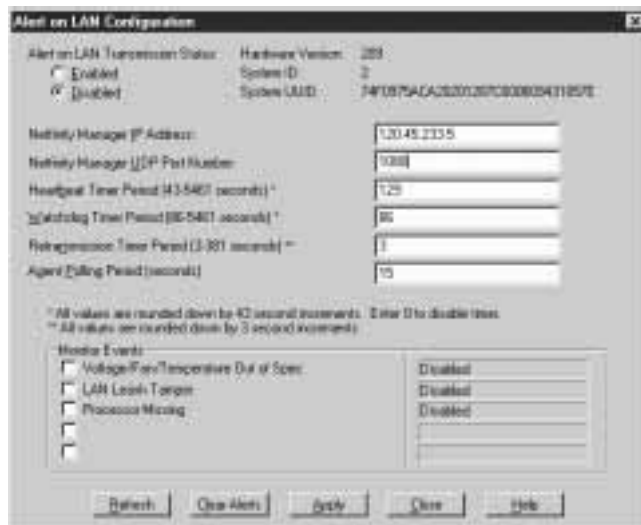 Alert on LAN Configuration
Alert on LAN Transmission Status
Enabled
Disabled
Hardware Version: 289
System ID: 2
System UUID:
Netfinity Manager IP Address:
120.45.233.5
Netfinity Manager UDP Port Number
1088
Heartbeat Timer Period (43-5461 seconds) *
129
Watchdog Timer Period (86-5461 seconds) *
86
Retransmission Timer Period (3-381 seconds) **
3
Agent Polling Period (seconds)
15
* All values are rounded down by 43 second increments. Enter 0 to disable timer.
** All values are rounded down by 3 second increments
Monitor Events
Voltage/Fan/Temperature Out of Spec
Disabled
LAN Leash Tamper
Disabled
Processor Missing
Disabled
Refresh
Clear Alerts
Apply
Close
Help